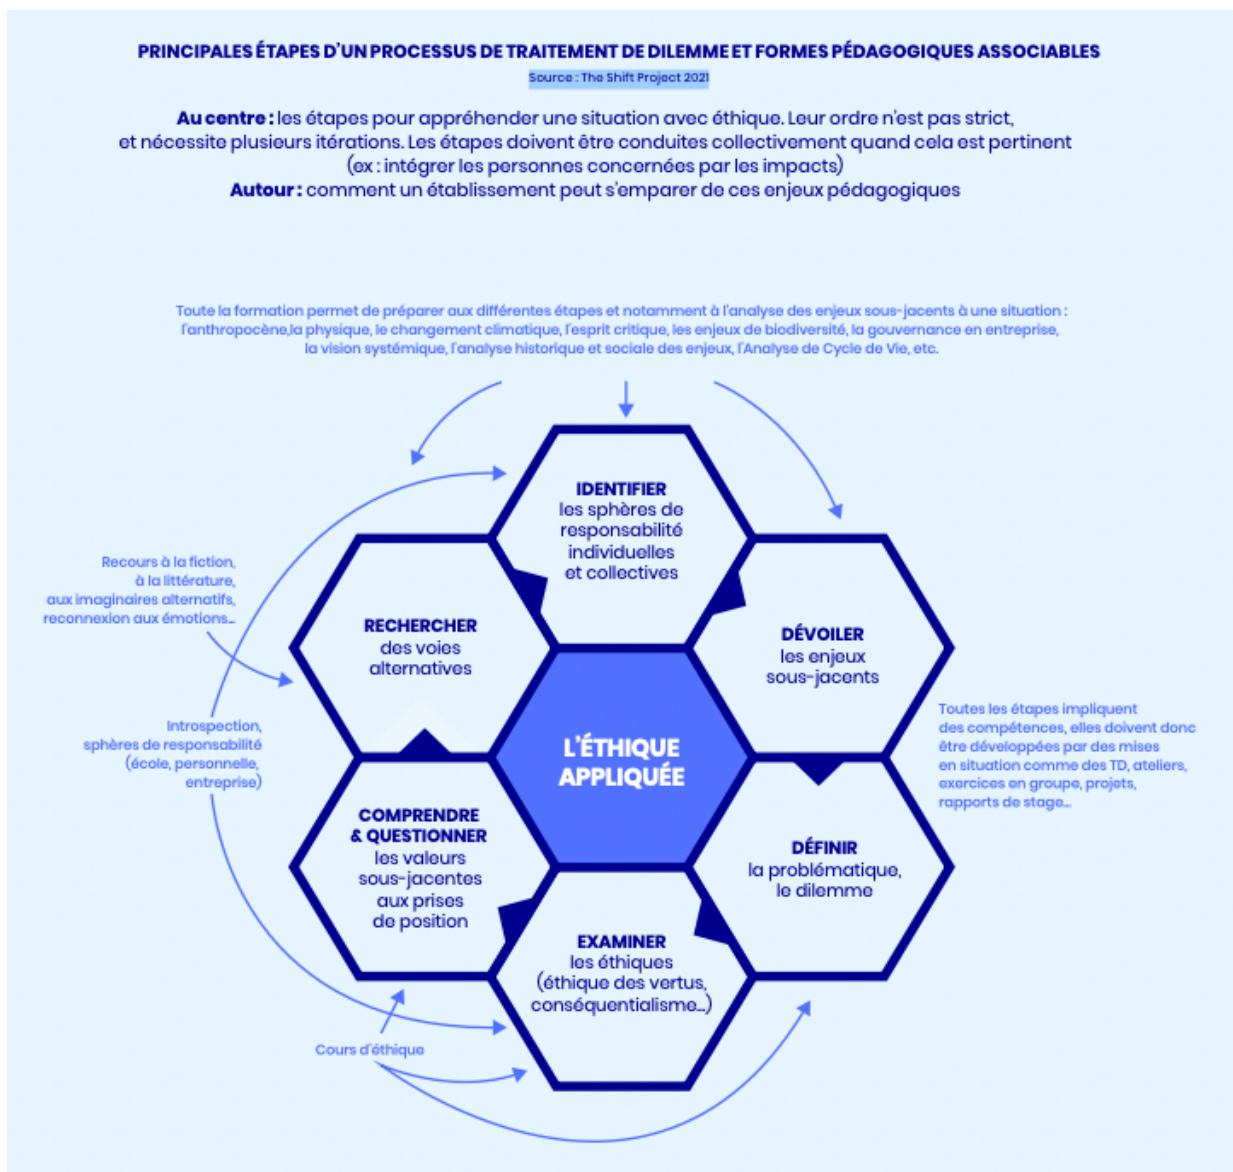 PRINCIPALES ÉTAPES D'UN PROCESSUS DE TRAITEMENT DE DILEMME ET FORMES PÉDAGOGIQUES ASSOCIABLES
Source : The Shift Project 2021
Au centre : les étapes pour appréhender une situation avec éthique. Leur ordre n'est pas strict,
et nécessite plusieurs itérations. Les étapes doivent être conduites collectivement quand cela est pertinent
(ex : intégrer les personnes concernées par les impacts)
Autour : comment un établissement peut s'emparer de ces enjeux pédagogiques
Toute la formation permet de préparer aux différentes étapes et notamment à l'analyse des enjeux sous-jacents à une situation :
l'anthropocène,la physique, le changement climatique, l'esprit critique, les enjeux de biodiversité, la gouvernance en entreprise,
la vision systémique, l'analyse historique et sociale des enjeux, l'Analyse de Cycle de Vie, etc.
IDENTIFIER
les sphères de
responsabilité
individuelles
et collectives
Recours à la fiction,
à la littérature,
aux imaginaires alternatifs,
reconnexion aux émotions...
RECHERCHER
des voies
alternatives
DÉVOILER
les enjeux
sous-jacents
Introspection,
sphères de responsabilité
(école, personnelle,
entreprise)
L'ÉTHIQUE
APPLIQUÉE
Toutes les étapes impliquent
des compétences, elles doivent donc
être développées par des mises
en situation comme des TD, ateliers,
exercices en groupe, projets,
rapports de stage...
COMPRENDRE
& QUESTIONNER
les valeurs
sous-jacentes
aux prises
de position
DÉFINIR
la problématique,
le dilemme
EXAMINER
les éthiques
(éthique des vertus,
conséquentialisme...)
Cours d'éthique